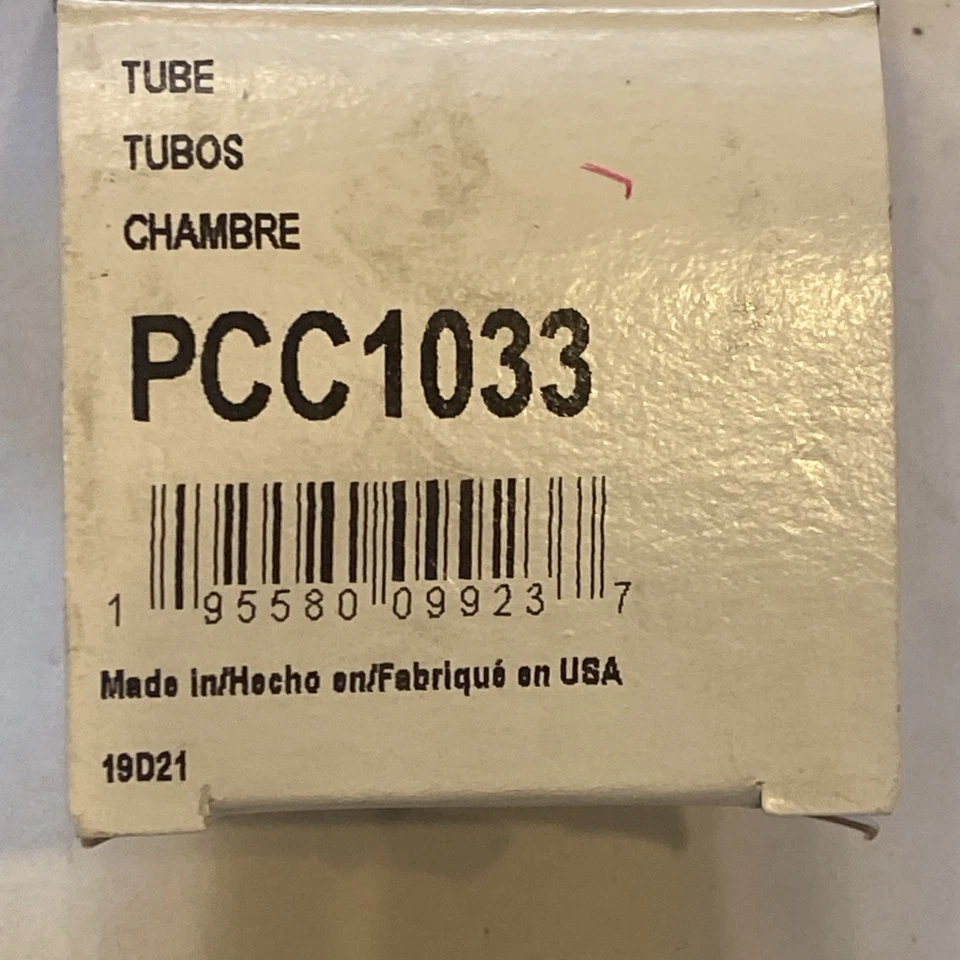 TUBE
TUBOS
CHAMBRE
PCC1033
1 95580 09923 7
Made in/Hecho en/Fabriqué en USA
19D21